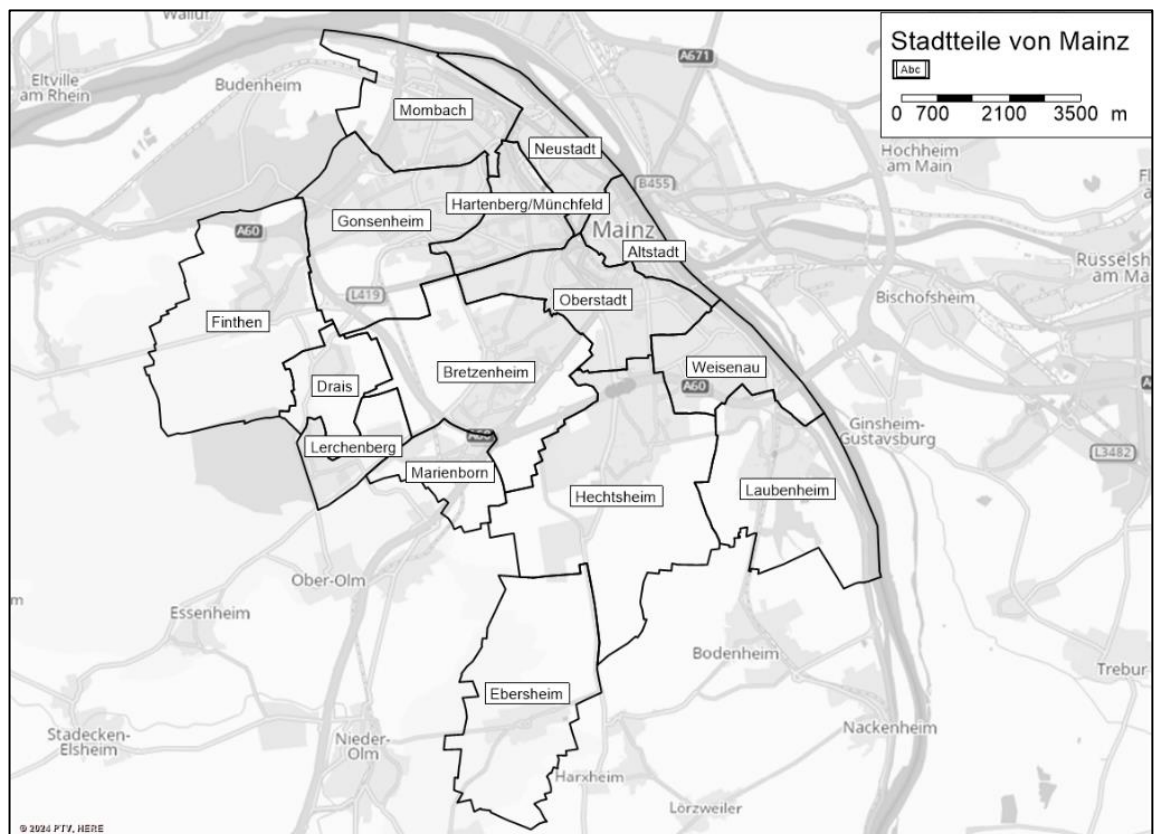 Stadtteile von Mainz
Abc
0 700 2100 3500 m
Eltville
am Rhein
Budenheim
A671
Mombach
Hochheim
am Main
Neustadt
B455
Hartenberg/Münchfeld
Gonsenheim
A60
Mainz
Altstadt
Rüsselsh
am Ma
L419
Bischofsheim
Oberstadt
Finthen
Weisenau
Bretzenheim
Drais
A60
Ginsheim-
Gustavsburg
Lerchenberg
L3482
Marienborn
Hechtsheim
Laubenheim
Ober-Olm
Essenheim
Bodenheim
Trebur
Ebersheim
Stadecken-
Elsheim
Nieder-
Olm
Nackenheim
Harxheim
Lörzweiler
© 2024 PTV, HERE